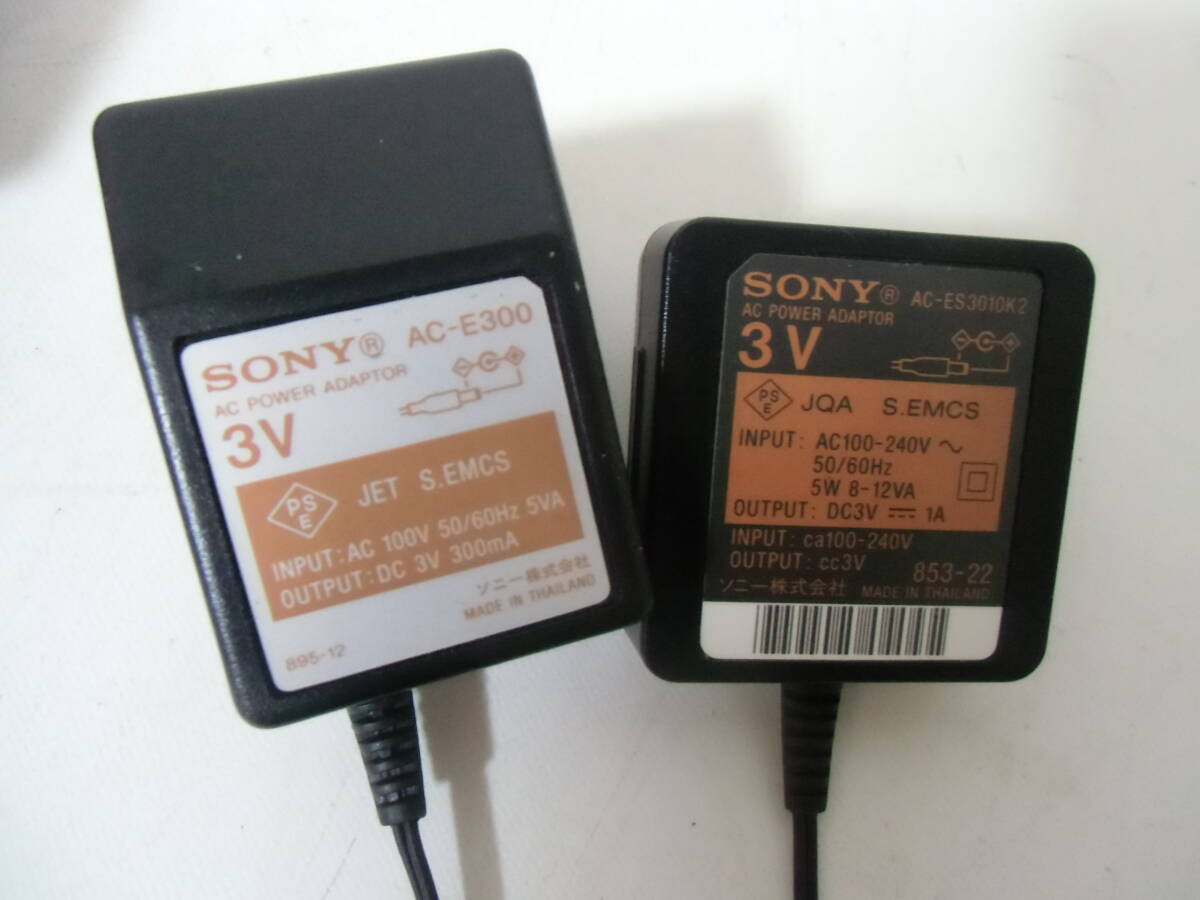 SONY® AC-E300
AC POWER ADAPTOR
3V
PSE JET S.EMCS
INPUT: AC 100V 50/60Hz 5VA
OUTPUT: DC 3V 300mA
ソニー株式会社
MADE IN THAILAND
895-12
SONY® AC-ES3010K2
AC POWER ADAPTOR
3V
PSE JQA S.EMCS
INPUT: AC100-240V ~
50/60Hz
5W 8-12VA
OUTPUT: DC3V ⎓ 1A
INPUT: ca100-240V
OUTPUT: cc3V 853-22
ソニー株式会社 MADE IN THAILAND